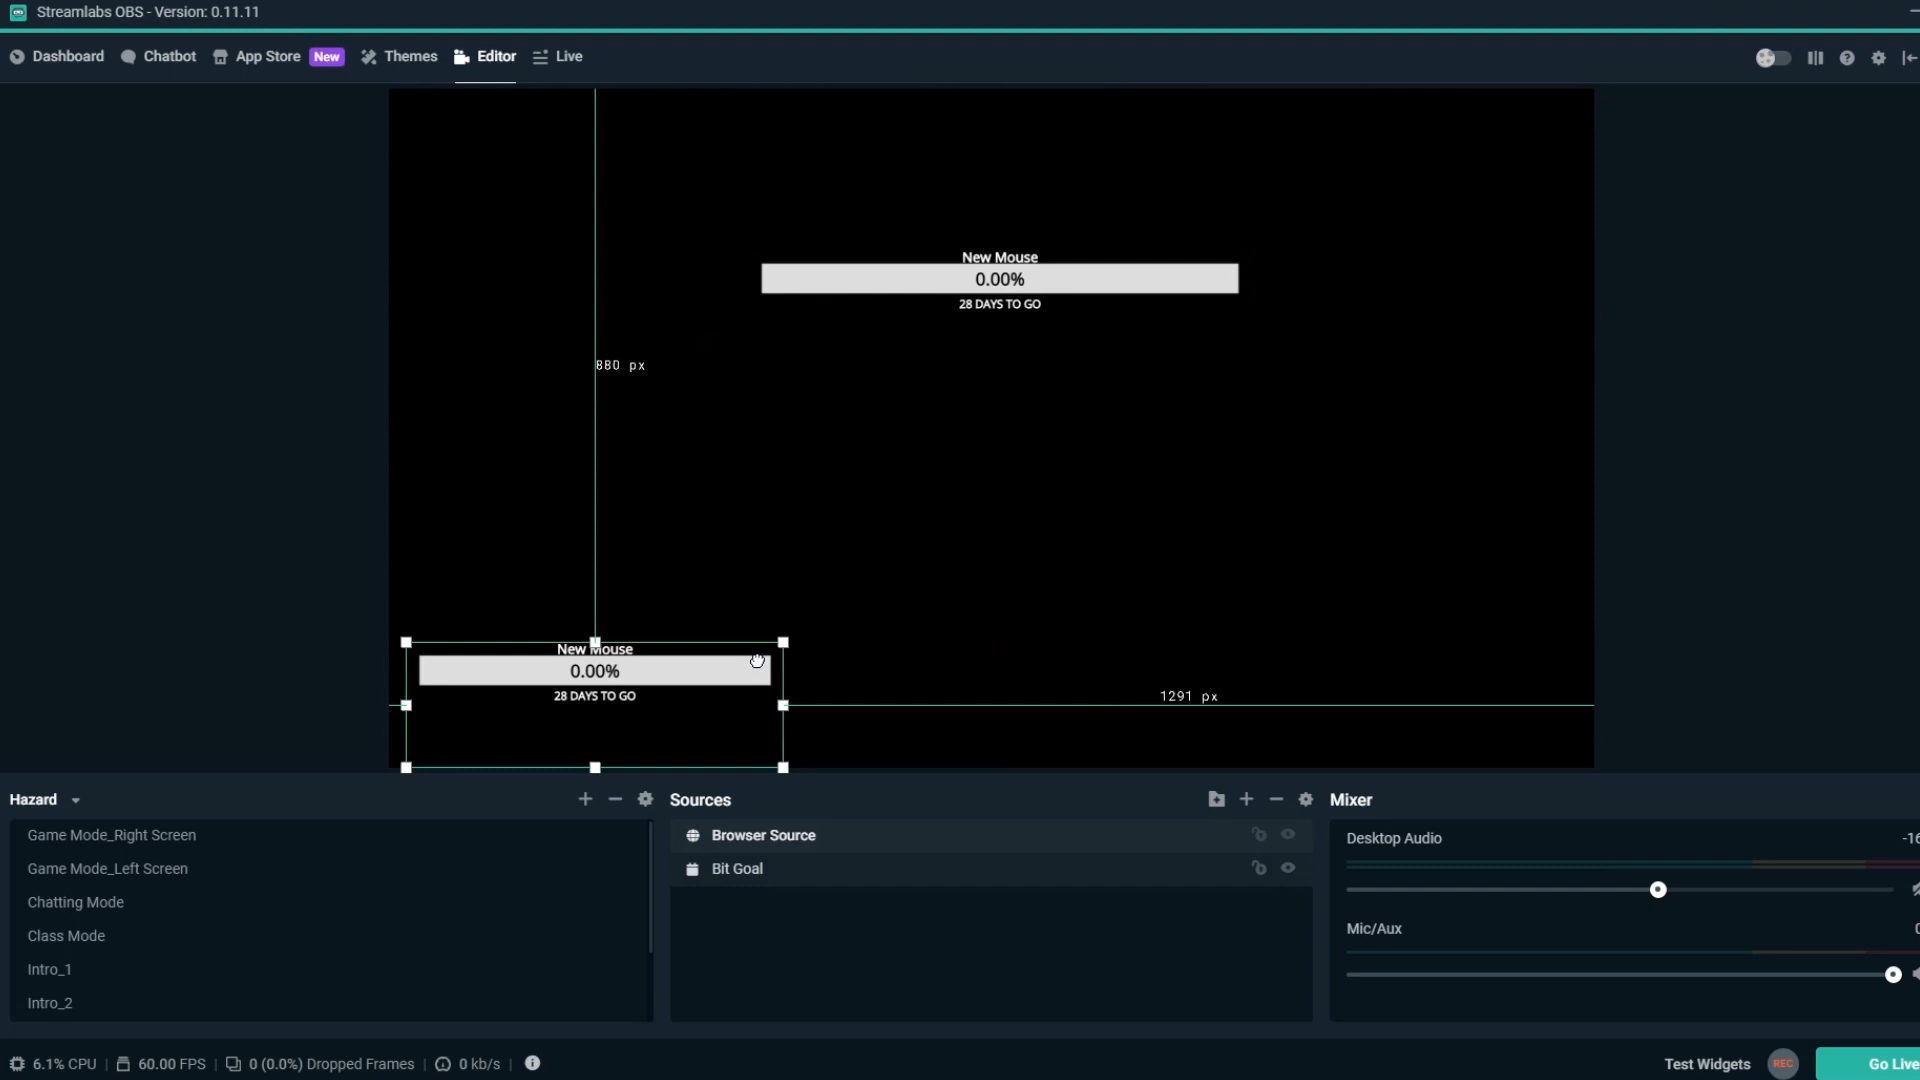 Streamlabs OBS - Version: 0.11.11
Dashboard Chatbot App Store New Themes Editor Live
New Mouse
0.00%
28 DAYS TO GO
880 px
New Mouse
0.00%
28 DAYS TO GO
1291 px
Hazard
Game Mode_Right Screen
Game Mode_Left Screen
Chatting Mode
Class Mode
Intro_1
Intro_2
Sources
Browser Source
Bit Goal
Mixer
Desktop Audio -16
Mic/Aux 0
6.1% CPU 60.00 FPS 0 (0.0%) Dropped Frames 0 kb/s
Test Widgets REC Go Live